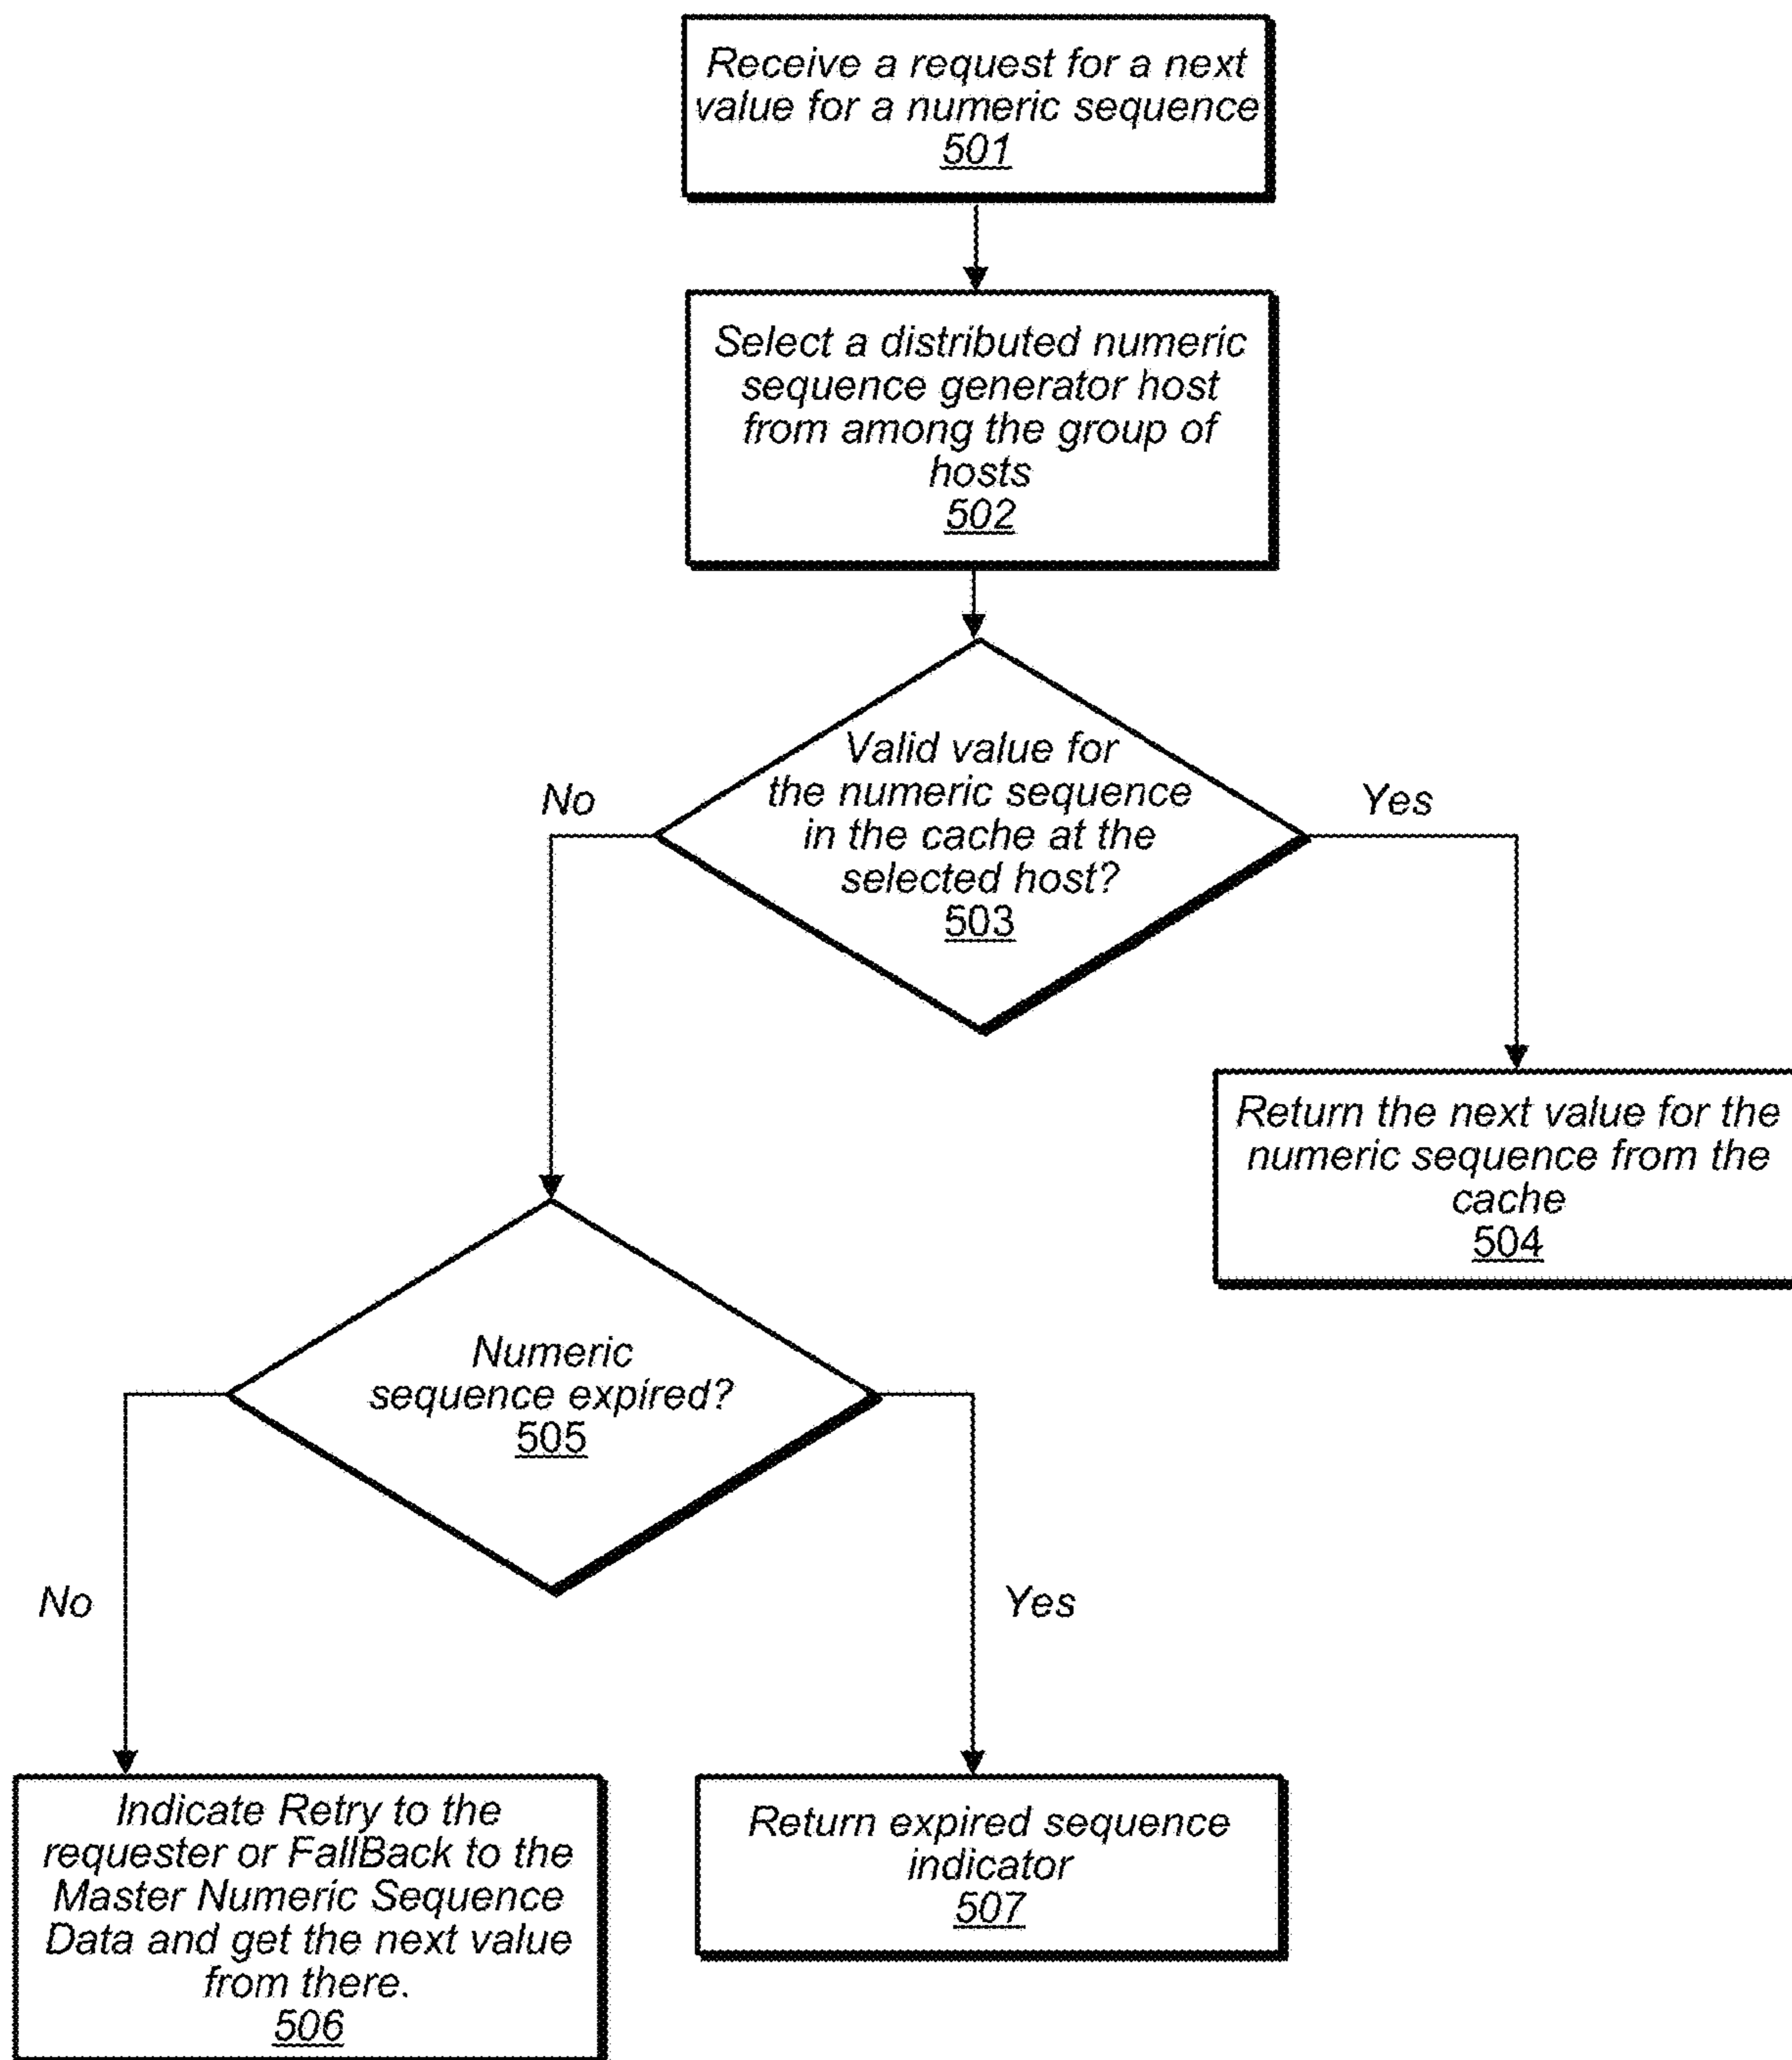 Receive a request for a next
value for a numeric sequence
501
Select a distributed numeric
sequence generator host
from among the group of
hosts
502
Valid value for
the numeric sequence
in the cache at the
selected host?
503
No
Yes
Return the next value for the
numeric sequence from the
cache
504
Numeric
sequence expired?
505
No
Yes
Indicate Retry to the
requester or FallBack to the
Master Numeric Sequence
Data and get the next value
from there.
506
Return expired sequence
indicator
507